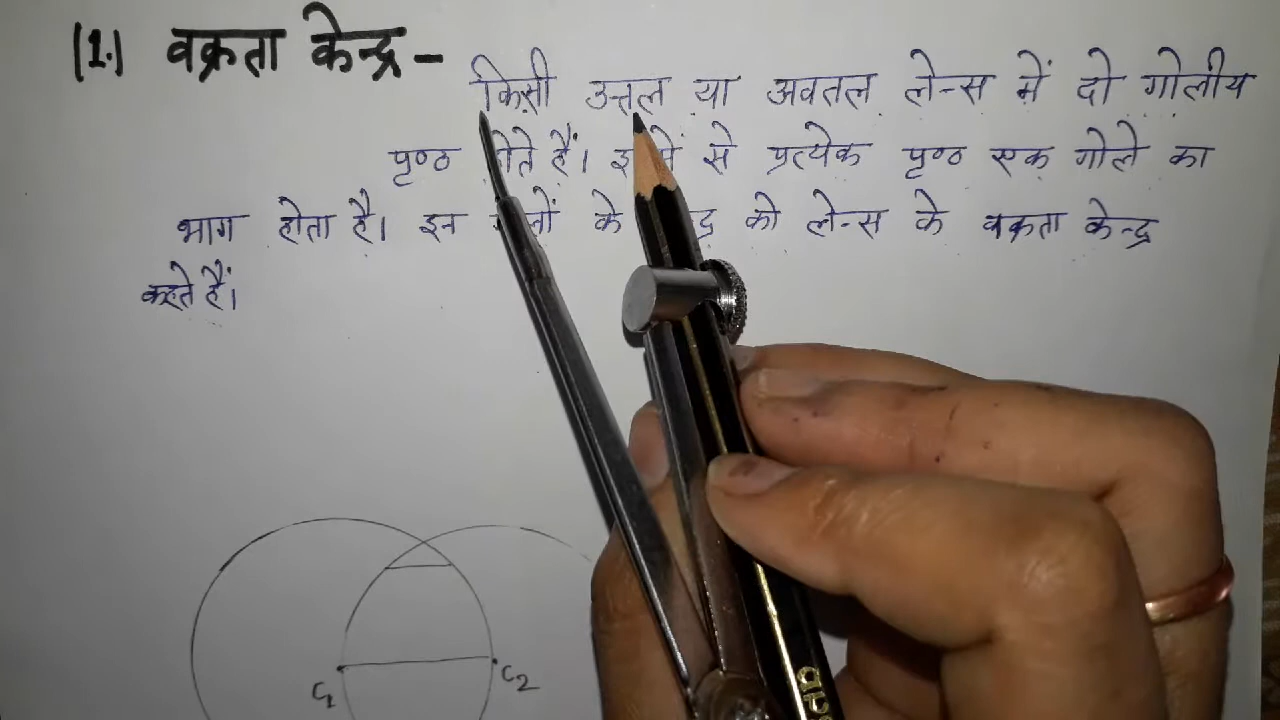 (1.) वक्रता केन्द्र -
किसी उत्तल या अवतल लेन्स में दो गोलीय
पृष्ठ हैं। से प्रत्येक पृष्ठ एक गोले का
भाग होता है। इन के को लेन्स के वक्रता केन्द्र
कहते हैं।
C1 C2